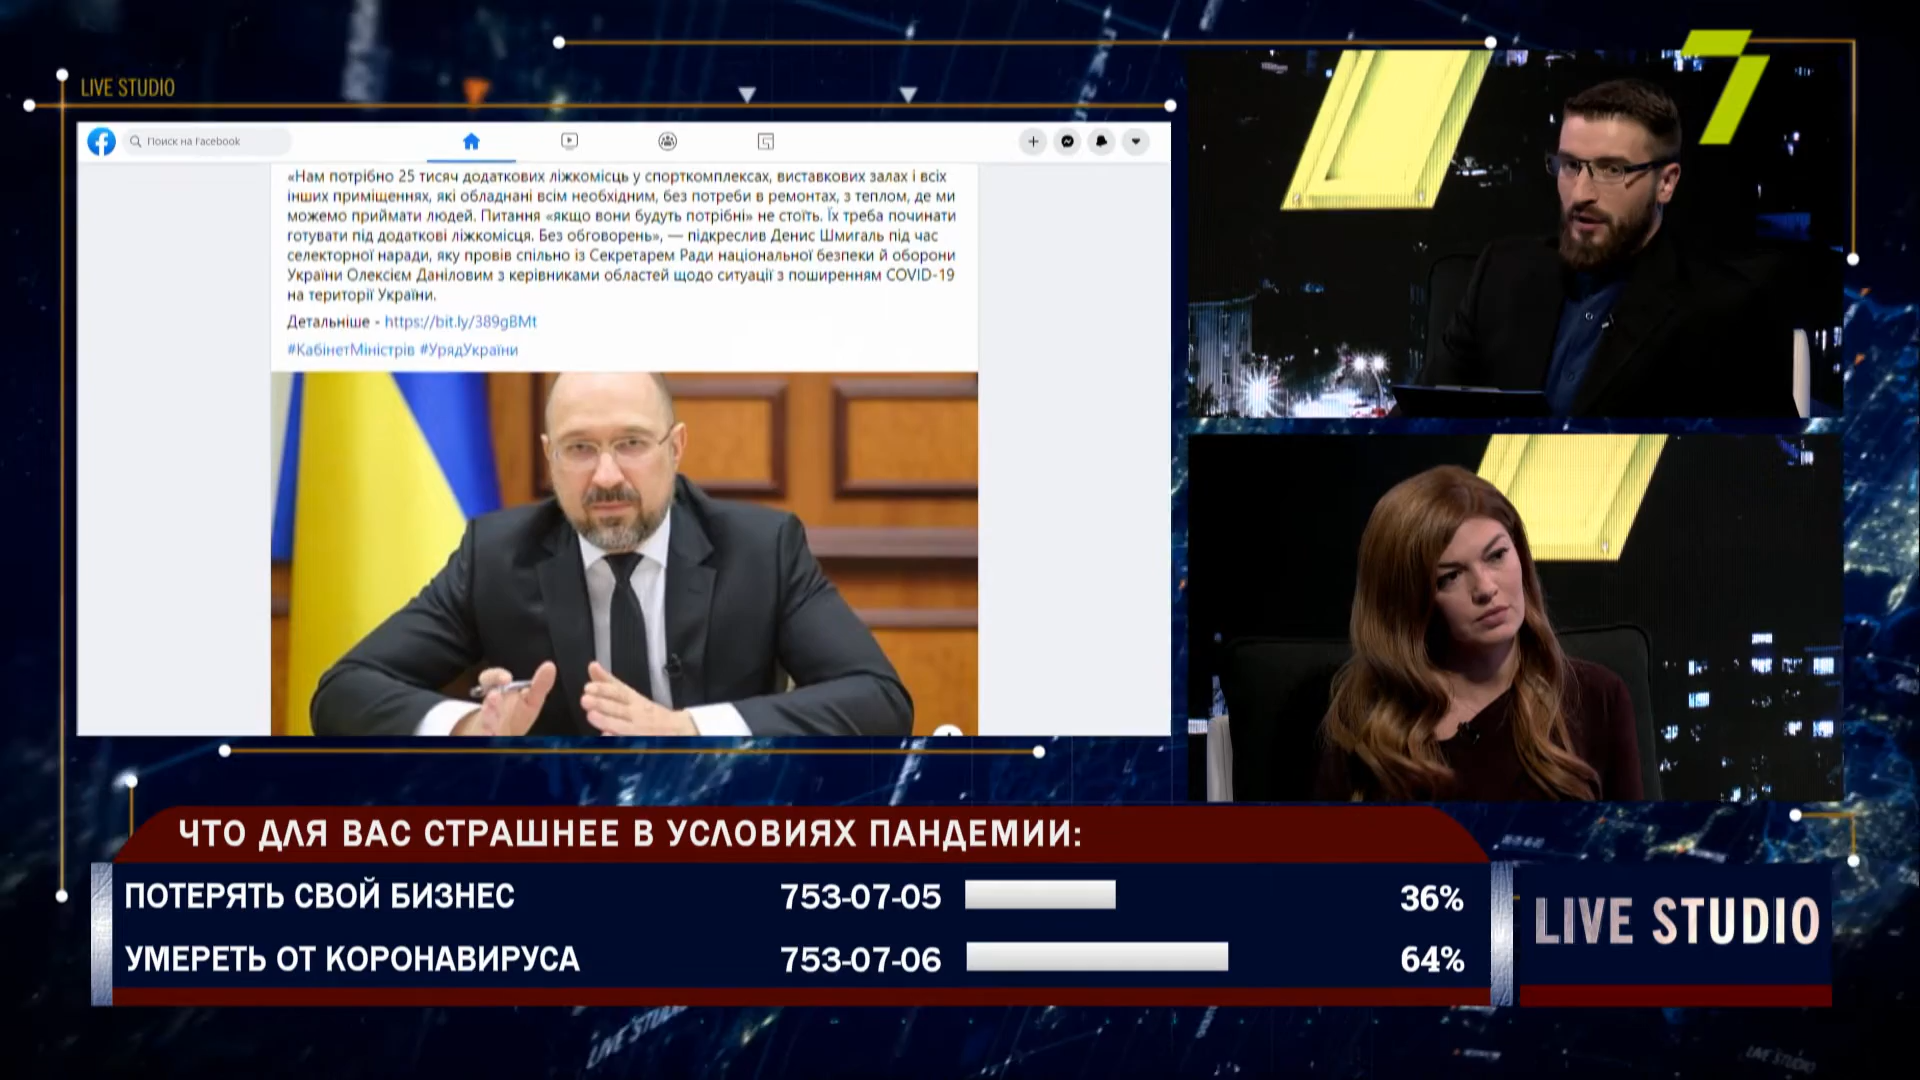 LIVE STUDIO
7
Поиск на Facebook
«Нам потрібно 25 тисяч додаткових ліжкомісць у спорткомплексах, виставкових залах і всіх
інших приміщеннях, які обладнані всім необхідним, без потреби в ремонтах, з теплом, де ми
можемо приймати людей. Питання «якщо вони будуть потрібні» не стоїть. Їх треба починати
готувати під додаткові ліжкомісця. Без обговорень», — підкреслив Денис Шмигаль під час
селекторної наради, яку провів спільно із Секретарем Ради національної безпеки й оборони
України Олексієм Даніловим з керівниками областей щодо ситуації з поширенням COVID-19
на території України.
Детальніше - https://bit.ly/389gBMt
#КабінетМіністрів #УрядУкраїни
ЧТО ДЛЯ ВАС СТРАШНЕЕ В УСЛОВИЯХ ПАНДЕМИИ:
ПОТЕРЯТЬ СВОЙ БИЗНЕС 753-07-05 36%
УМЕРЕТЬ ОТ КОРОНАВИРУСА 753-07-06 64%
LIVE STUDIO
LIVE STUDIO
LIVE STUDIO